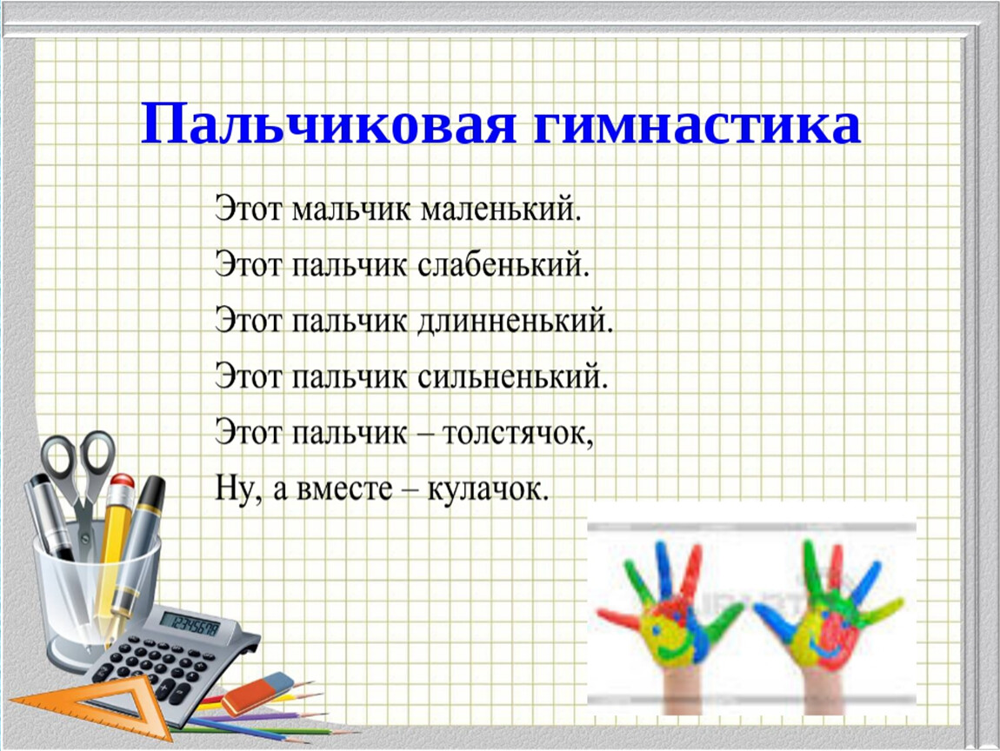 Пальчиковая гимнастика
Этот мальчик маленький.
Этот пальчик слабенький.
Этот пальчик длинненький.
Этот пальчик сильненький.
Этот пальчик – толстячок,
Ну, а вместе – кулачок.
12345678